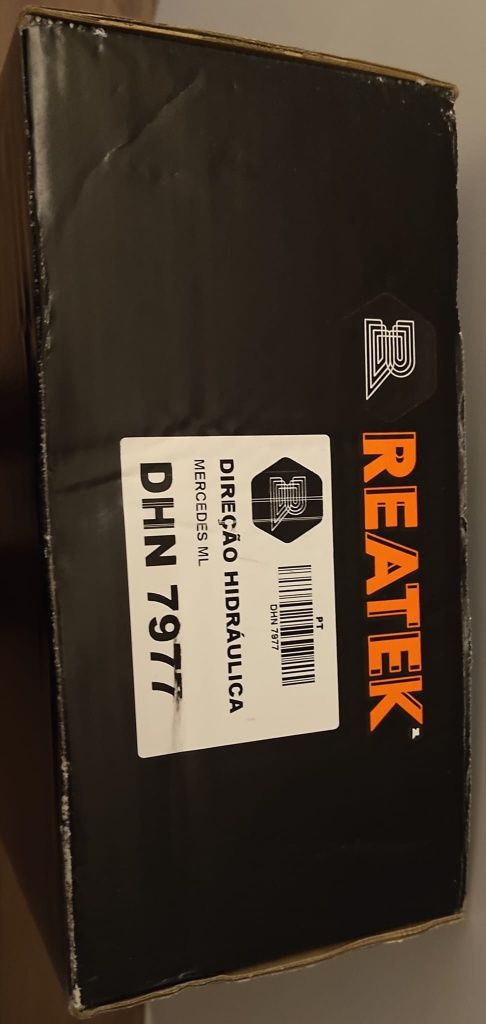 REATEK
PT
DHN 7977
DIREÇÃO HIDRÁULICA
MERCEDES ML
DHN 7977